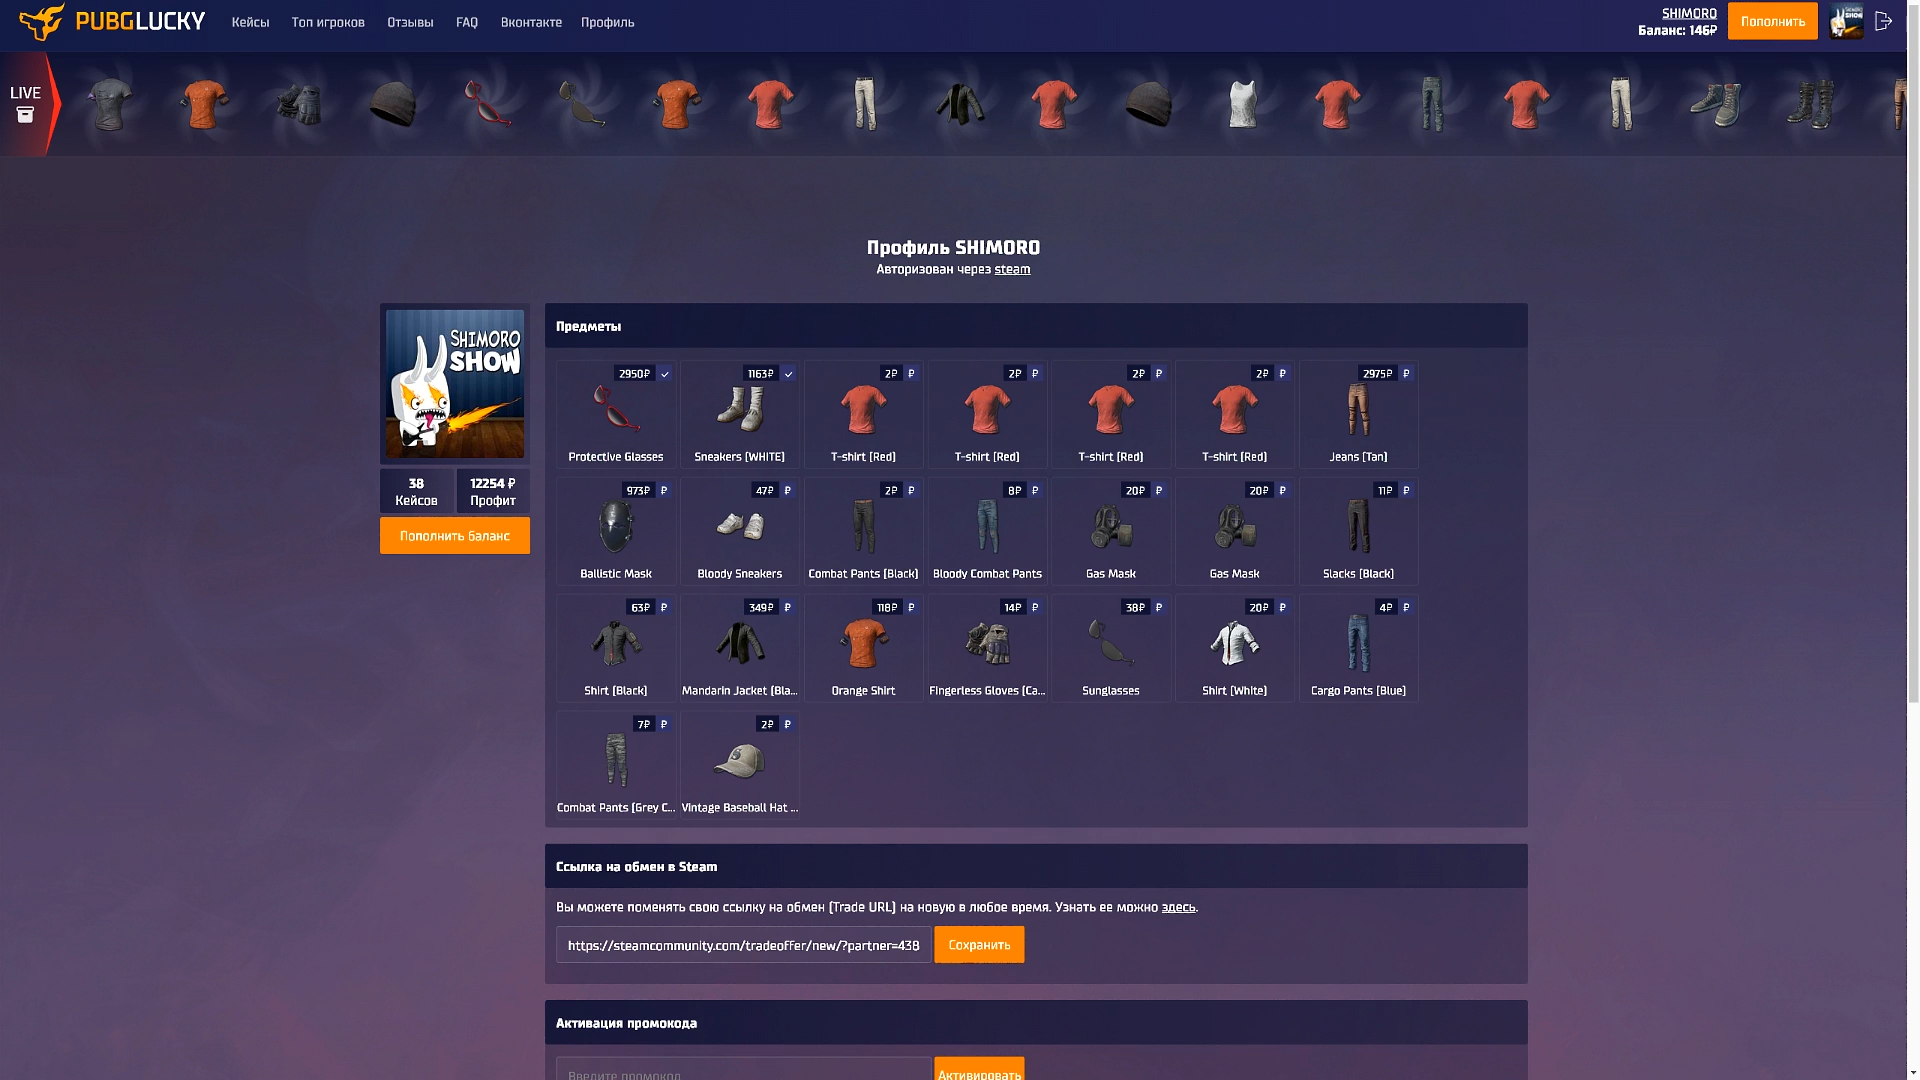 PUBGLUCKY
Кейсы Топ игроков Отзывы FAQ Вконтакте Профиль
SHIMORO
Баланс: 146₽
Пополнить
LIVE
Профиль SHIMORO
Авторизован через steam
SHIMORO
SHOW
38
Кейсов
12254 ₽
Профит
Пополнить баланс
Предметы
2950₽ 1163₽ 2₽ ₽ 2₽ ₽ 2₽ ₽ 2₽ ₽ 2975₽ ₽
Protective Glasses Sneakers [WHITE] T-shirt [Red] T-shirt [Red] T-shirt [Red] T-shirt [Red] Jeans [Tan]
973₽ ₽ 47₽ ₽ 2₽ ₽ 8₽ ₽ 20₽ ₽ 20₽ ₽ 11₽ ₽
Ballistic Mask Bloody Sneakers Combat Pants [Black] Bloody Combat Pants Gas Mask Gas Mask Slacks [Black]
63₽ ₽ 349₽ ₽ 118₽ ₽ 14₽ ₽ 38₽ ₽ 20₽ ₽ 4₽ ₽
Shirt [Black] Mandarin Jacket [Bla... Orange Shirt Fingerless Gloves [Ca... Sunglasses Shirt [White] Cargo Pants [Blue]
7₽ ₽ 2₽ ₽
Combat Pants [Grey C... Vintage Baseball Hat ...
Ссылка на обмен в Steam
Вы можете поменять свою ссылку на обмен [Trade URL] на новую в любое время. Узнать ее можно здесь.
https://steamcommunity.com/tradeoffer/new/?partner=438
Сохранить
Активация промокода
Введите промокод
Активировать